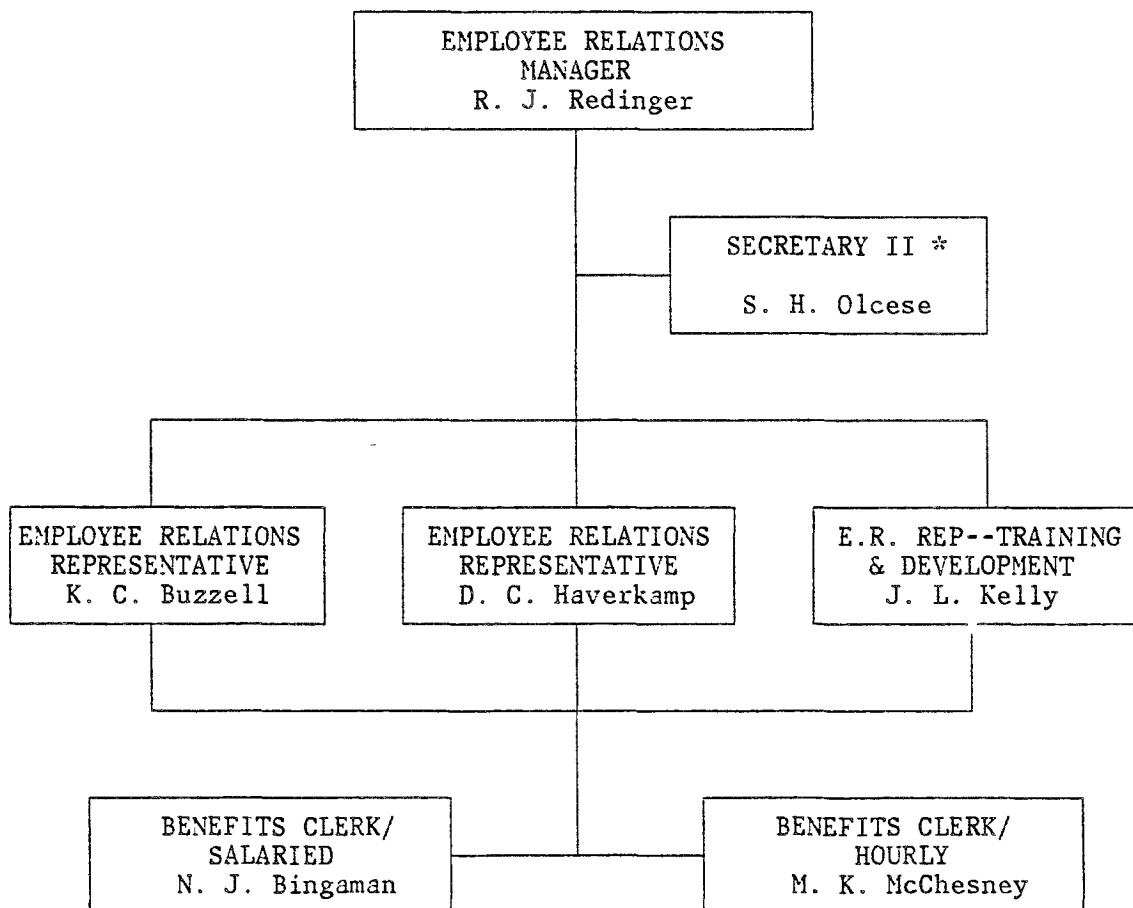 EMPLOYEE RELATIONS
MANAGER
R. J. Redinger
SECRETARY II *
S. H. Olcese
EMPLOYEE RELATIONS
REPRESENTATIVE
K. C. Buzzell
EMPLOYEE RELATIONS
REPRESENTATIVE
D. C. Haverkamp
E.R. REP--TRAINING
& DEVELOPMENT
J. L. Kelly
BENEFITS CLERK/
SALARIED
N. J. Bingaman
BENEFITS CLERK/
HOURLY
M. K. McChesney